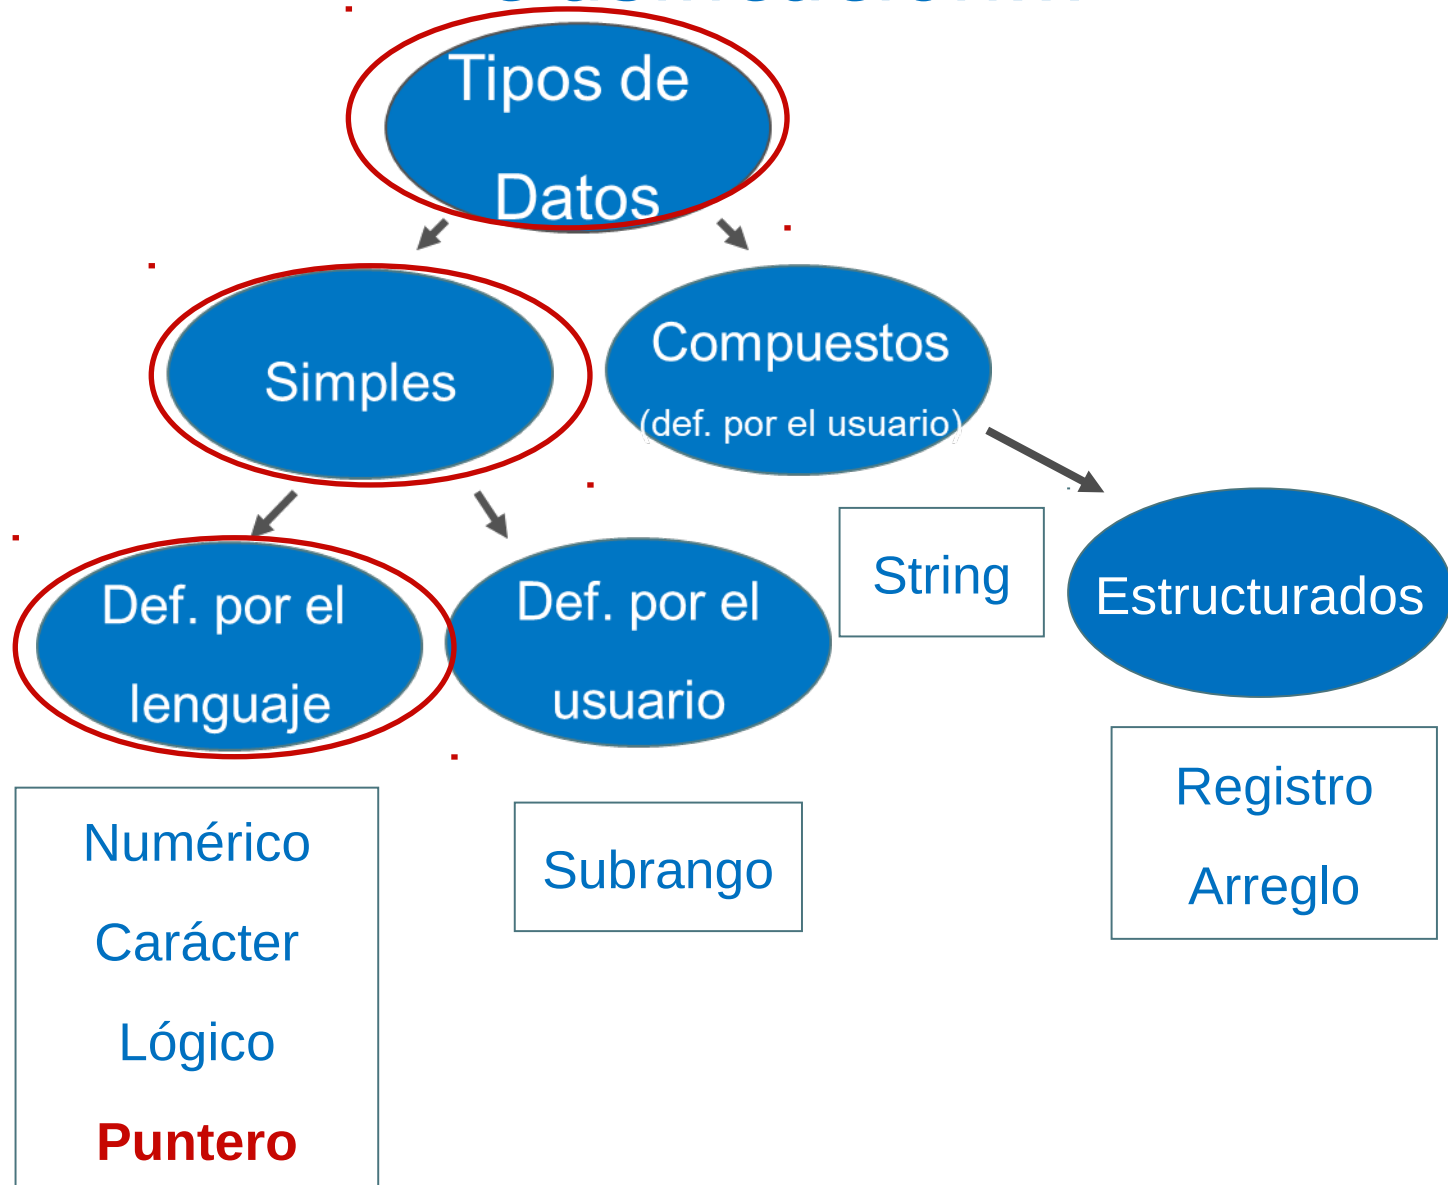 Tipos de
Datos
Simples
Compuestos
(def. por el usuario)
Def. por el
lenguaje
Def. por el
usuario
String
Estructurados
Numérico
Carácter
Lógico
Puntero
Subrango
Registro
Arreglo